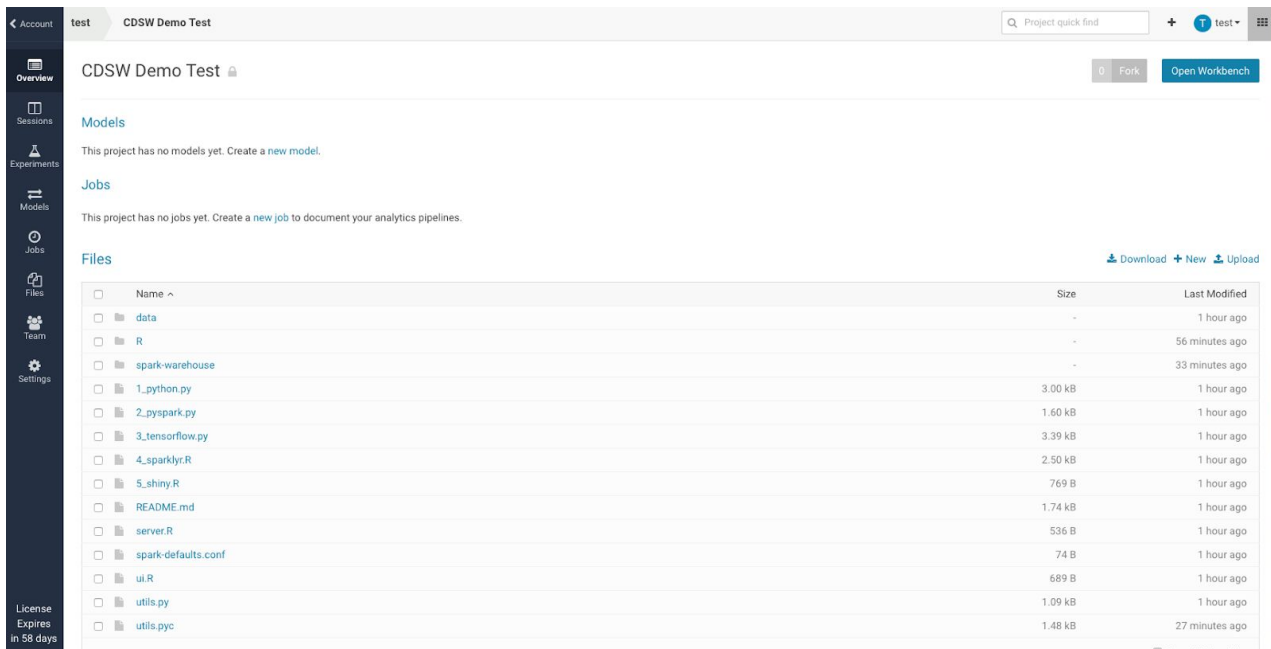 Account test CDSW Demo Test Project quick find + T test
Overview
CDSW Demo Test 0 Fork Open Workbench
Sessions
Models
Experiments
This project has no models yet. Create a new model.
Jobs
Models
This project has no jobs yet. Create a new job to document your analytics pipelines.
Jobs
Files Download + New Upload
Files
Name Size Last Modified
data - 1 hour ago
Team
R - 56 minutes ago
spark-warehouse - 33 minutes ago
Settings
1_python.py 3.00 kB 1 hour ago
2_pyspark.py 1.60 kB 1 hour ago
3_tensorflow.py 3.39 kB 1 hour ago
4_sparklyr.R 2.50 kB 1 hour ago
5_shiny.R 769 B 1 hour ago
README.md 1.74 kB 1 hour ago
server.R 536 B 1 hour ago
spark-defaults.conf 74 B 1 hour ago
ui.R 689 B 1 hour ago
utils.py 1.09 kB 1 hour ago
utils.pyc 1.48 kB 27 minutes ago
License
Expires
in 58 days